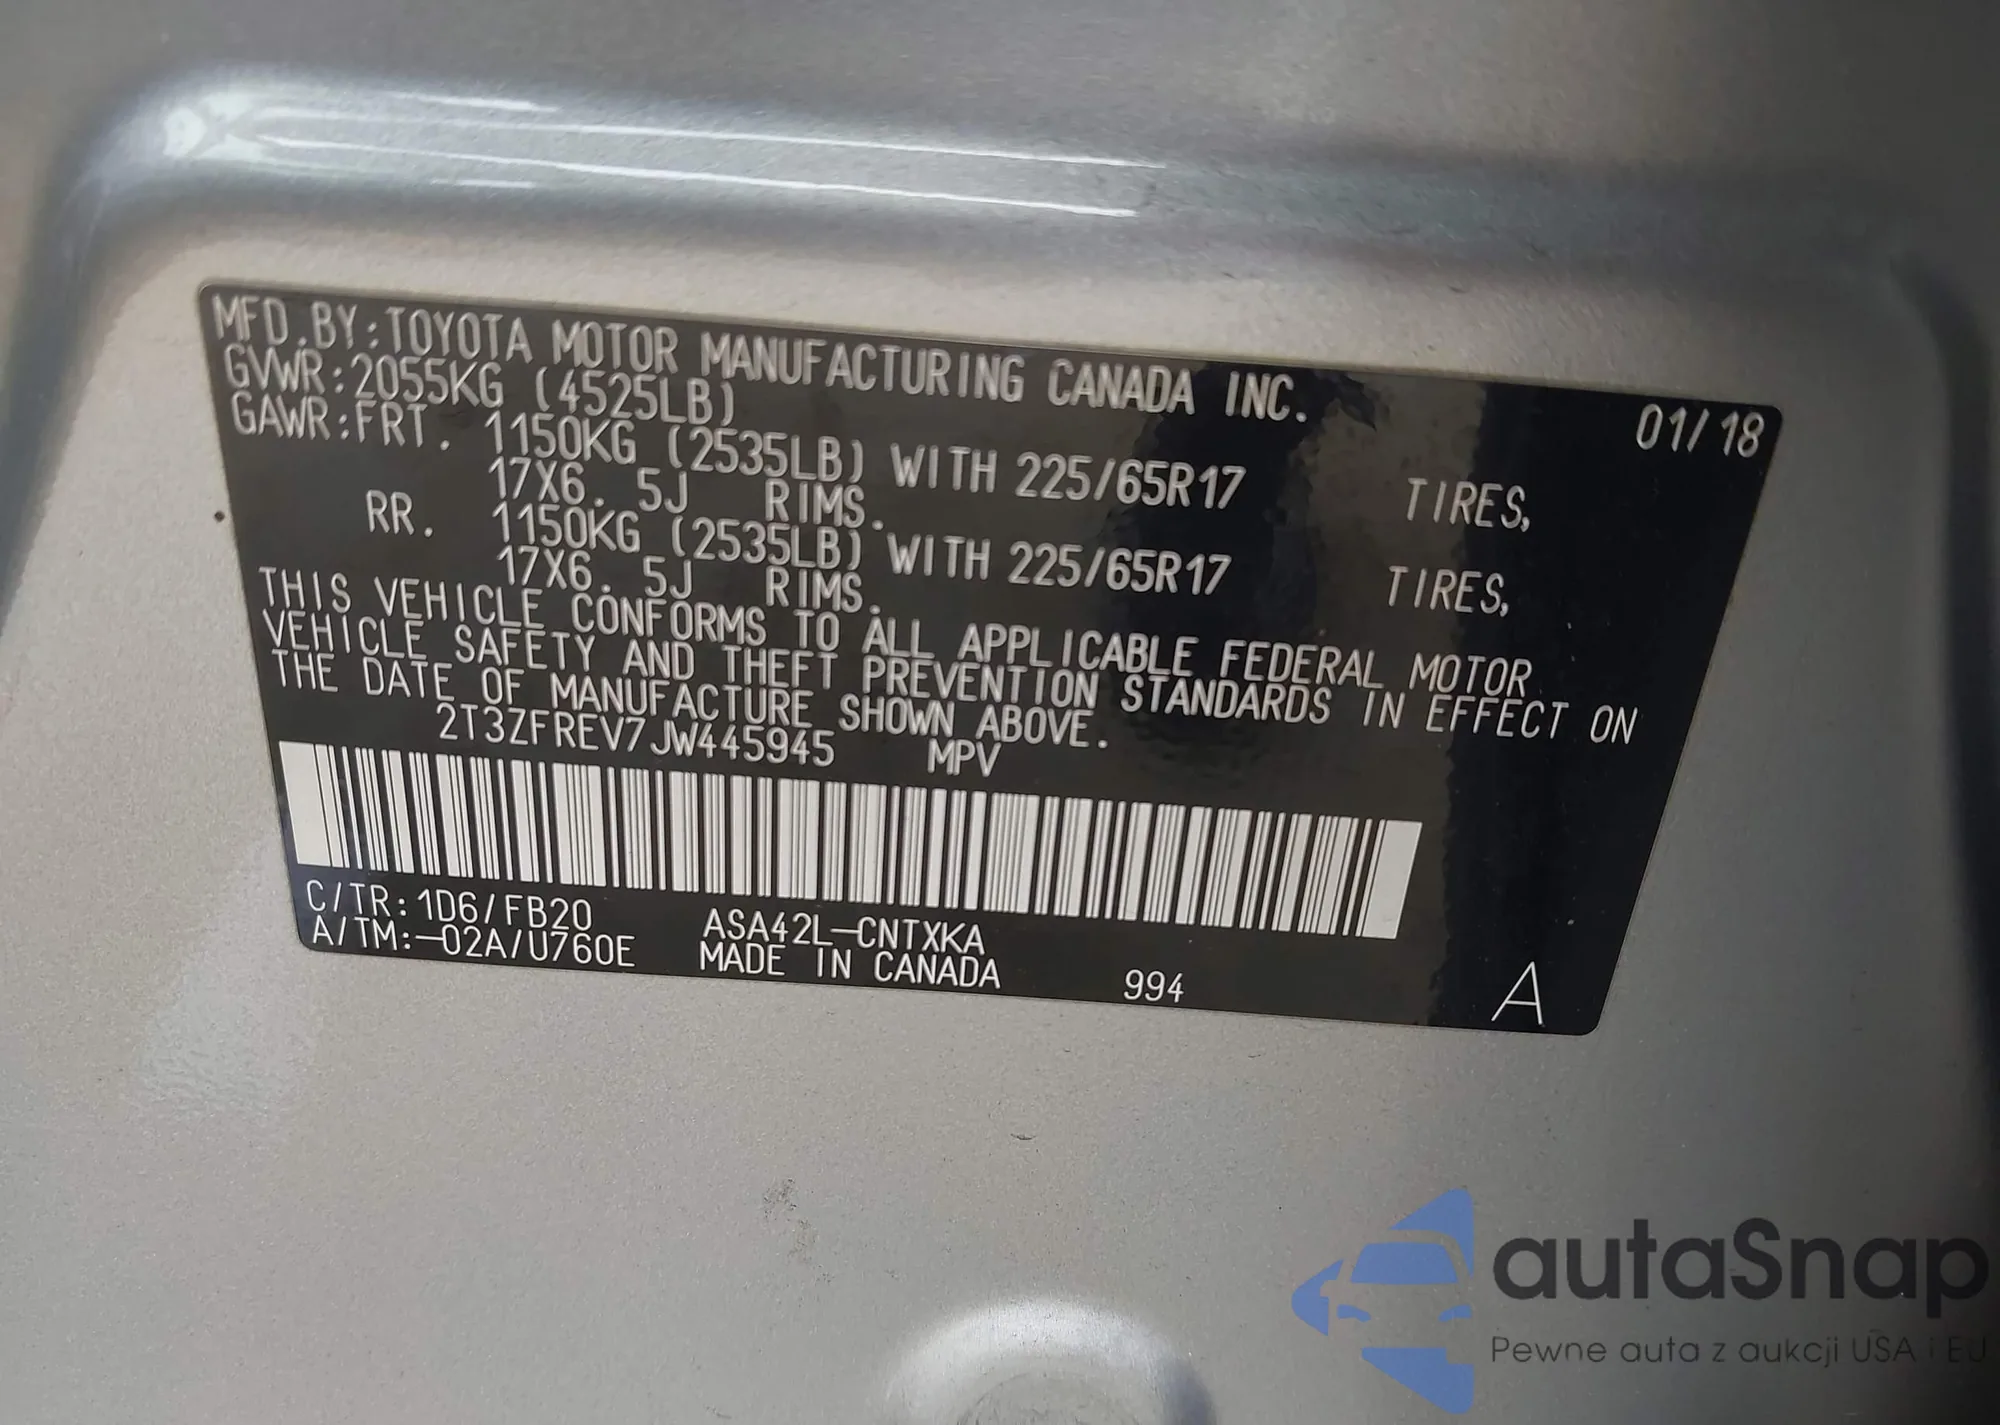 MFD.BY:TOYOTA MOTOR MANUFACTURING CANADA INC. 01/18
GVWR:2055KG (4525LB)
GAWR:FRT. 1150KG (2535LB) WITH 225/65R17 TIRES,
17X6.5J RIMS.
RR. 1150KG (2535LB) WITH 225/65R17 TIRES,
17X6.5J RIMS.
THIS VEHICLE CONFORMS TO ALL APPLICABLE FEDERAL MOTOR
VEHICLE SAFETY AND THEFT PREVENTION STANDARDS IN EFFECT ON
THE DATE OF MANUFACTURE SHOWN ABOVE.
2T3ZFREV7JW445945 MPV
C/TR:1D6/FB20 ASA42L-CNTXKA
A/TM:-02A/U760E MADE IN CANADA 994 A
autaSnap
Pewne auta z aukcji USA i EU